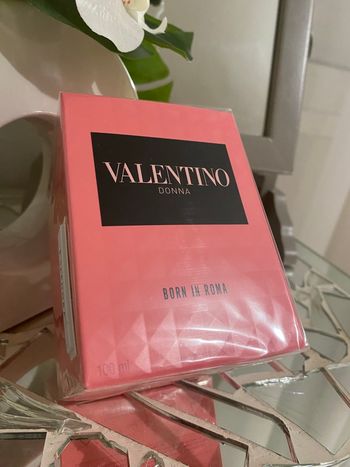 VALENTINO
DONNA
BORN IN ROMA
100 ml